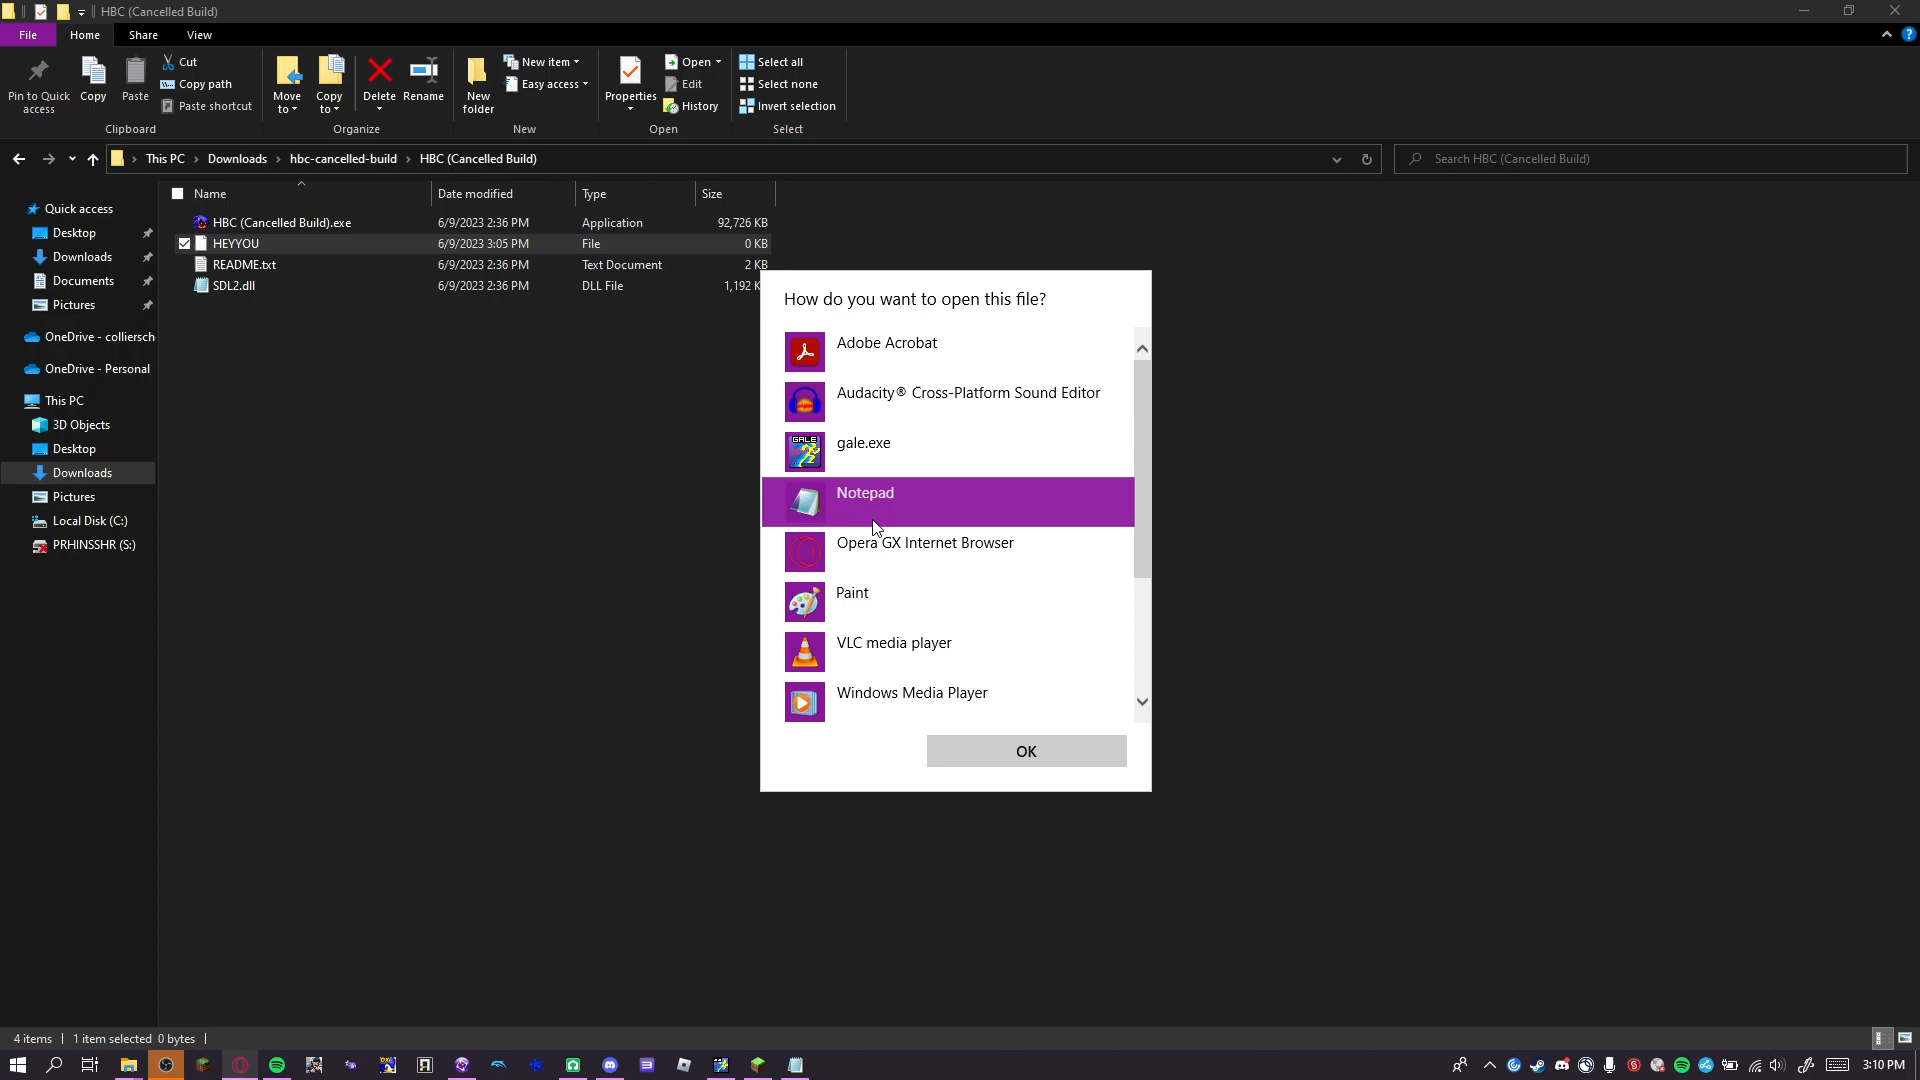 HBC (Cancelled Build)
File Home Share View
Pin to Quick access
Copy
Paste
Cut
Copy path
Paste shortcut
Clipboard
Move to
Copy to
Delete
Rename
Organize
New folder
New item
Easy access
New
Properties
Open
Edit
History
Open
Select all
Select none
Invert selection
Select
This PC › Downloads › hbc-cancelled-build › HBC (Cancelled Build)
Search HBC (Cancelled Build)
Name Date modified Type Size
HBC (Cancelled Build).exe 6/9/2023 2:36 PM Application 92,726 KB
HEYYOU 6/9/2023 3:05 PM File 0 KB
README.txt 6/9/2023 2:36 PM Text Document 2 KB
SDL2.dll 6/9/2023 2:36 PM DLL File 1,192 K
Quick access
Desktop
Downloads
Documents
Pictures
OneDrive - colliersch
OneDrive - Personal
This PC
3D Objects
Desktop
Downloads
Pictures
Local Disk (C:)
PRHINSSHR (S:)
How do you want to open this file?
Adobe Acrobat
Audacity® Cross-Platform Sound Editor
GALE
gale.exe
Notepad
Opera GX Internet Browser
Paint
VLC media player
Windows Media Player
OK
4 items 1 item selected 0 bytes
3:10 PM